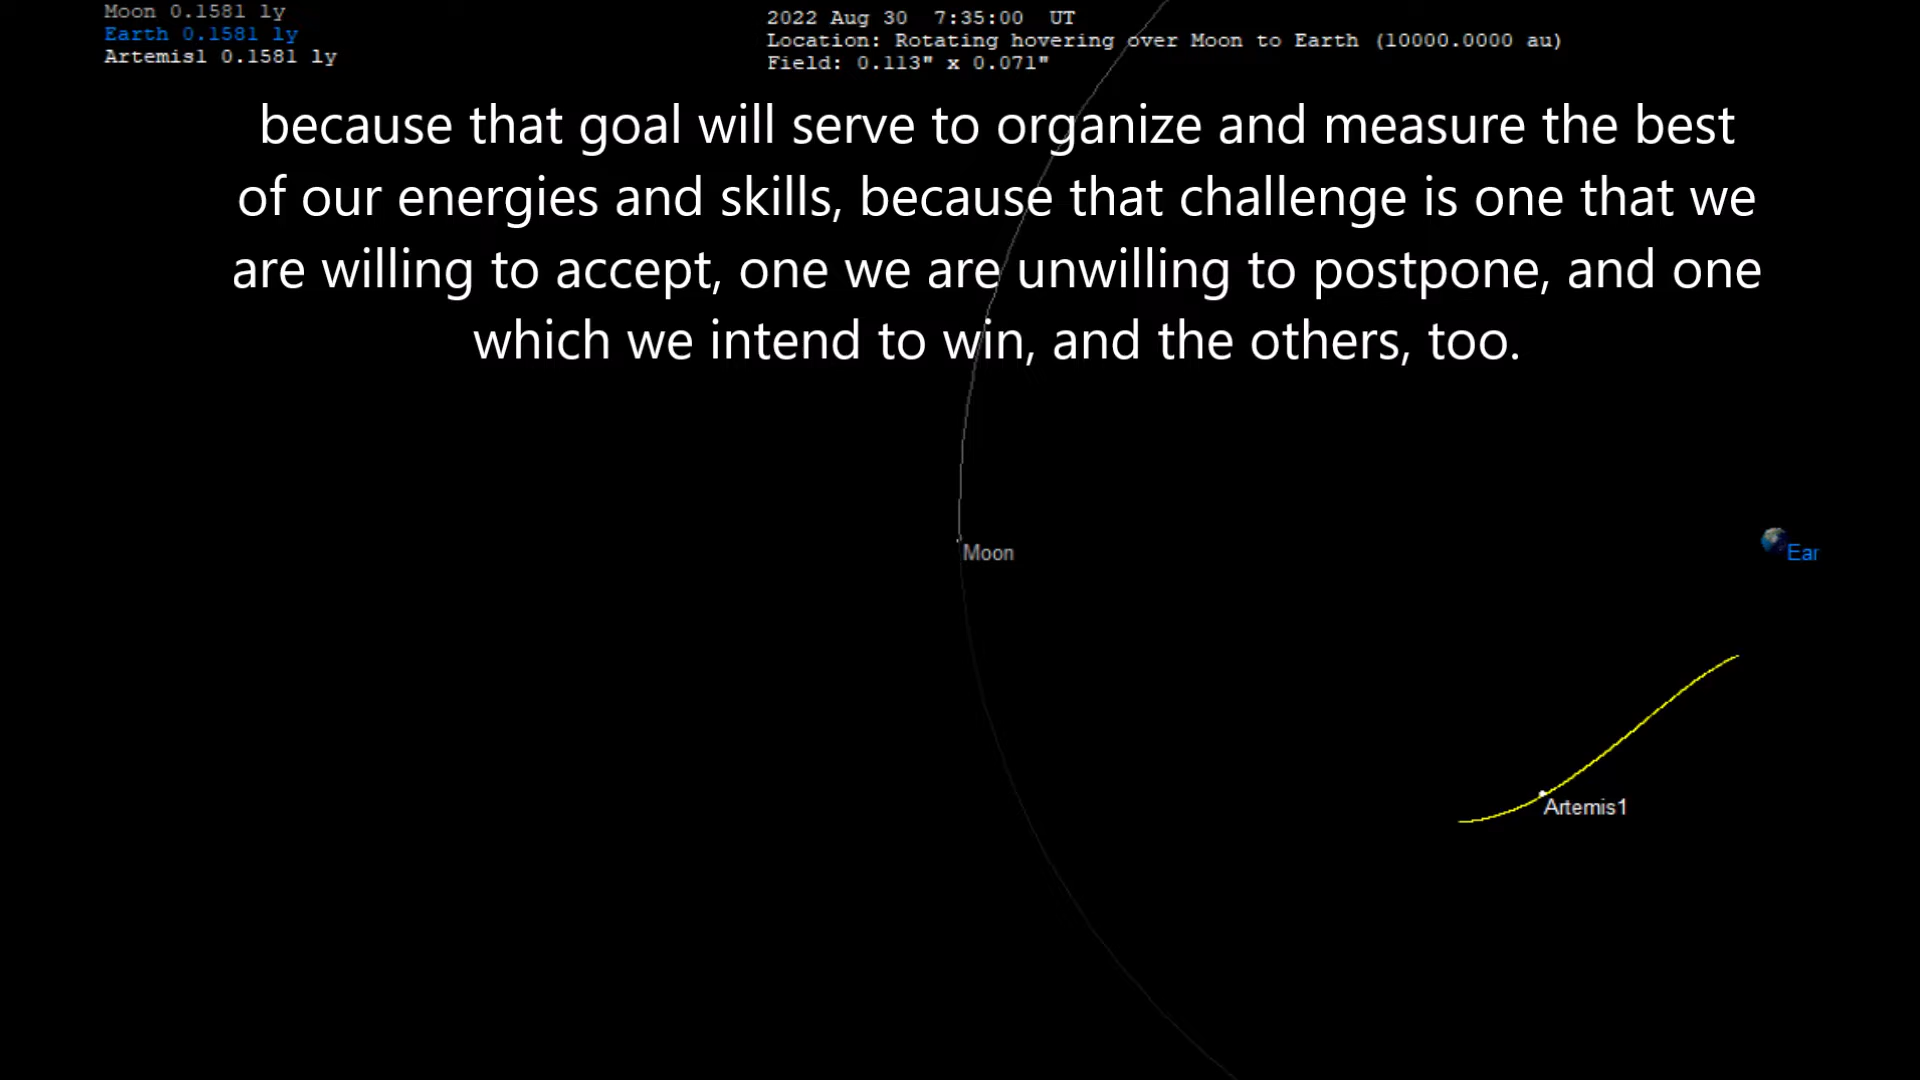 Moon 0.1581 ly
Earth 0.1581 ly
Artemis1 0.1581 ly
2022 Aug 30 7:35:00 UT
Location: Rotating hovering over Moon to Earth (10000.0000 au)
Field: 0.113" x 0.071"
because that goal will serve to organize and measure the best
of our energies and skills, because that challenge is one that we
are willing to accept, one we are unwilling to postpone, and one
which we intend to win, and the others, too.
Moon
Ear
Artemis1